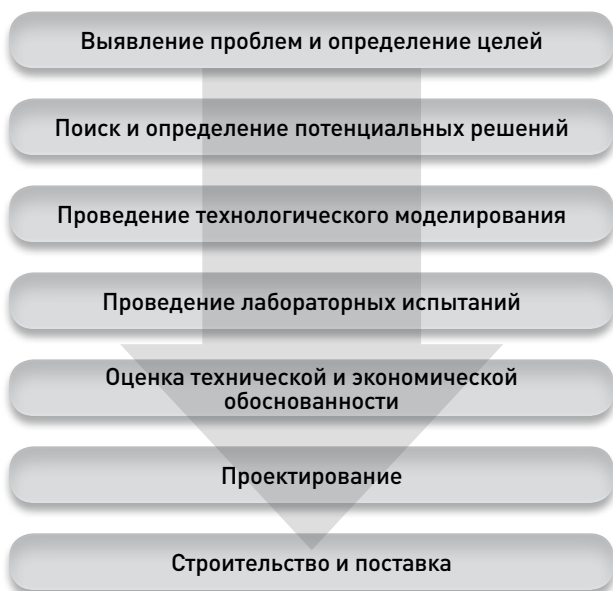 Выявление проблем и определение целей
Поиск и определение потенциальных решений
Проведение технологического моделирования
Проведение лабораторных испытаний
Оценка технической и экономической
обоснованности
Проектирование
Строительство и поставка